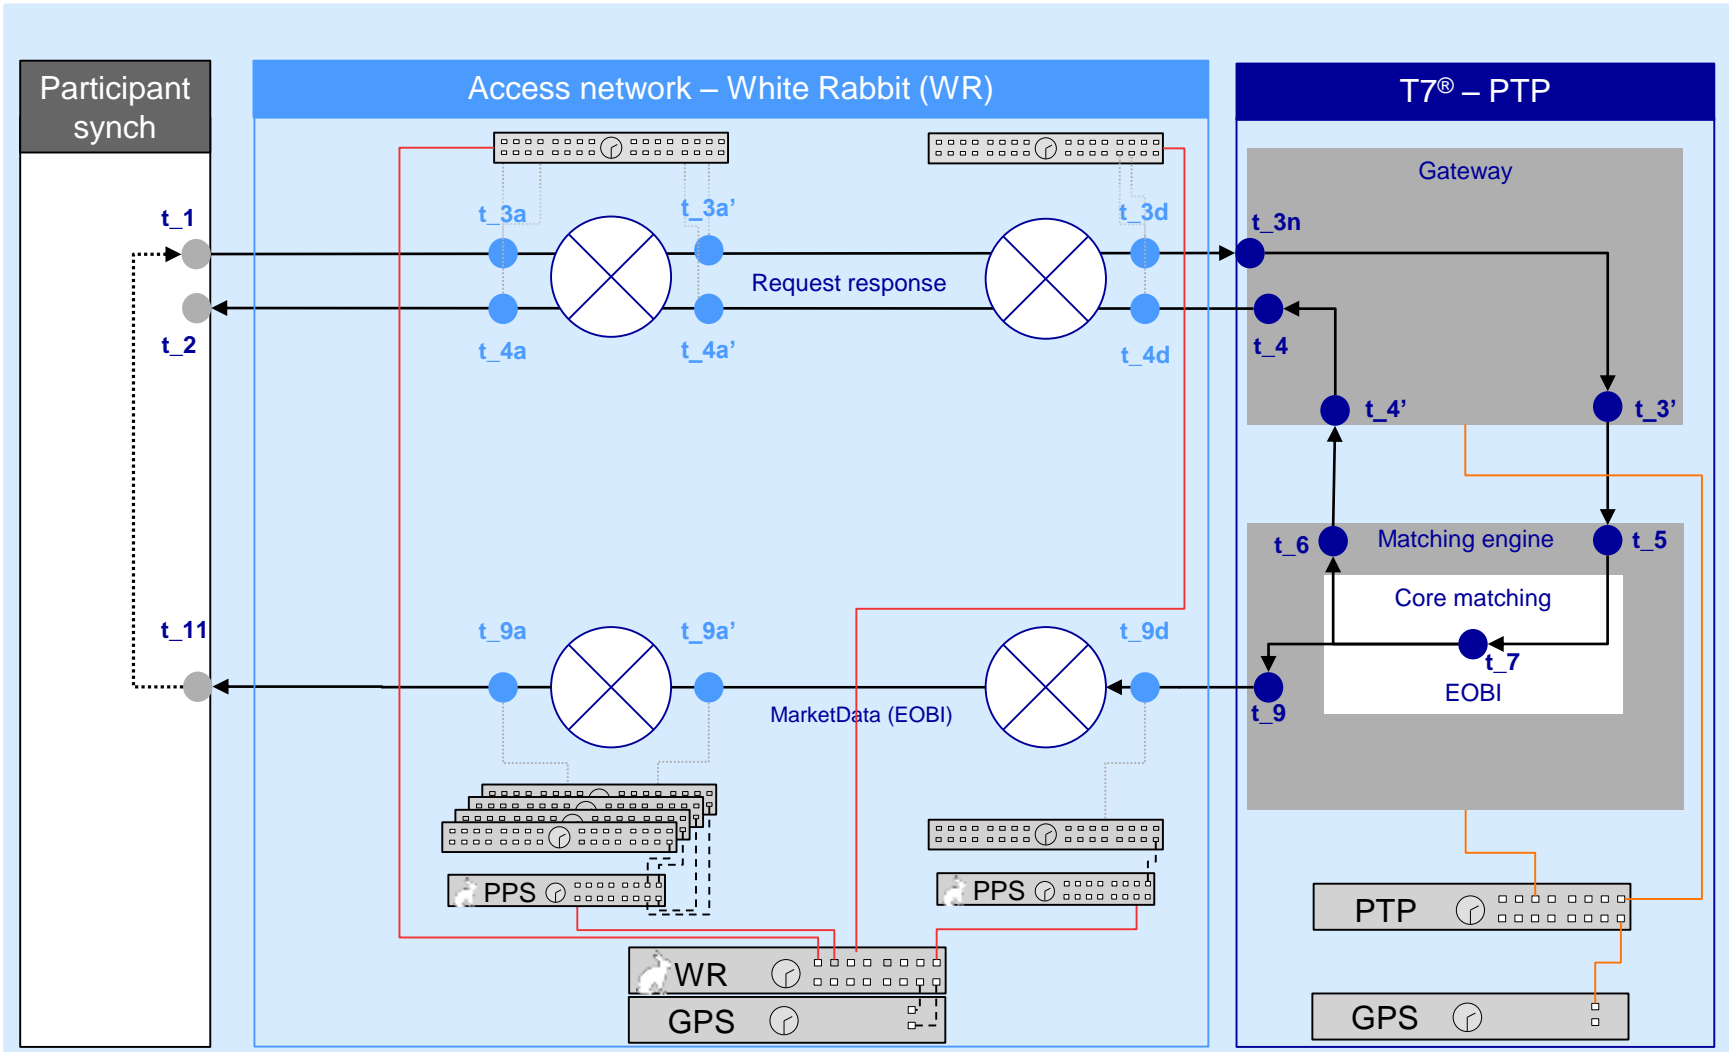 Participant
synch
Access network – White Rabbit (WR)
T7® – PTP
Gateway
t_1
t_3a
t_3a’
t_3d
t_3n
Request response
t_2
t_4a
t_4a’
t_4d
t_4
t_4’
t_3’
t_6
Matching engine
t_5
Core matching
t_11
t_9a
t_9a’
t_9d
t_7
EOBI
MarketData (EOBI)
t_9
PPS
PPS
PTP
WR
GPS
GPS